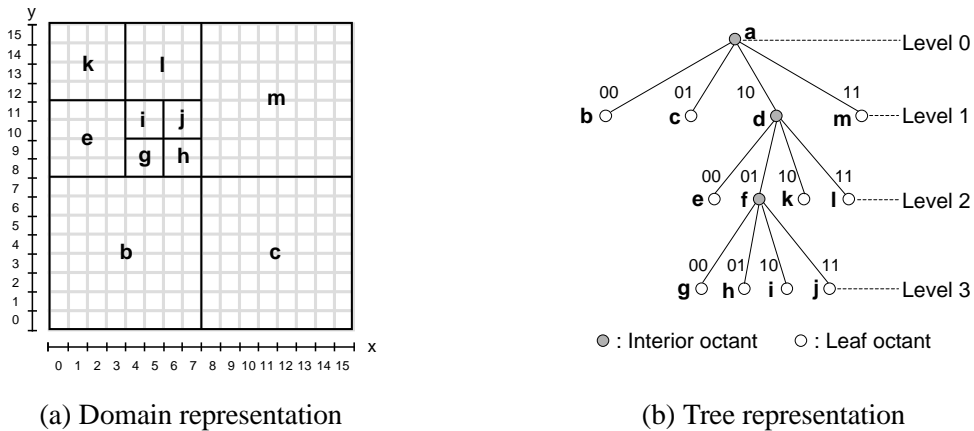 y
15
14
13
12
11
10
9
8
7
6
5
4
3
2
1
0
k
l
m
e
i
j
g
h
b
c
x
0 1 2 3 4 5 6 7 8 9 10 11 12 13 14 15
(a) Domain representation
a
Level 0
00 01 10 11
b c d m
Level 1
00 01 10 11
e f k l
Level 2
00 01 10 11
g h i j
Level 3
: Interior octant : Leaf octant
(b) Tree representation